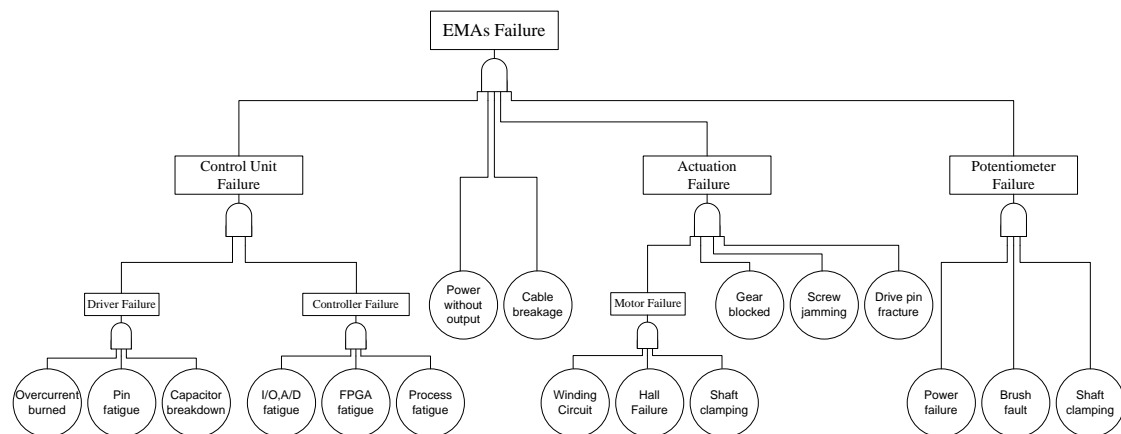 EMAs Failure
Control Unit
Failure
Actuation
Failure
Potentiometer
Failure
Driver Failure
Controller Failure
Power
without
output
Cable
breakage
Motor Failure
Gear
blocked
Screw
jamming
Drive pin
fracture
Overcurrent
burned
Pin
fatigue
Capacitor
breakdown
I/O,A/D
fatigue
FPGA
fatigue
Process
fatigue
Winding
Circuit
Hall
Failure
Shaft
clamping
Power
failure
Brush
fault
Shaft
clamping